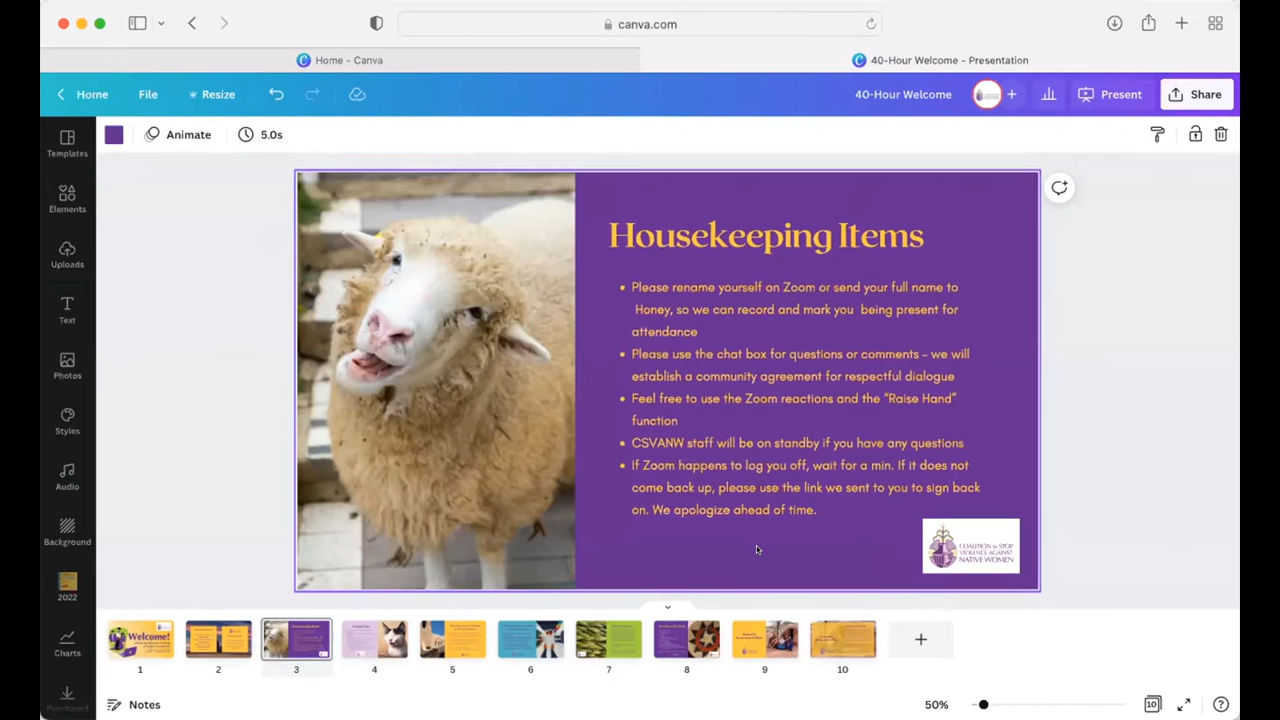 canva.com
Home - Canva
40-Hour Welcome - Presentation
Home
File
Resize
40-Hour Welcome
Present
Share
Animate
5.0s
Templates
Elements
Uploads
Text
Photos
Styles
Audio
Background
2022
Charts
Purchased
Housekeeping Items
• Please rename yourself on Zoom or send your full name to
Honey, so we can record and mark you being present for
attendance
• Please use the chat box for questions or comments - we will
establish a community agreement for respectful dialogue
• Feel free to use the Zoom reactions and the "Raise Hand"
function
• CSVANW staff will be on standby if you have any questions
• If Zoom happens to log you off, wait for a min. If it does not
come back up, please use the link we sent to you to sign back
on. We apologize ahead of time.
COALITION to STOP
VIOLENCE AGAINST
NATIVE WOMEN
Welcome!
1
2
3
4
5
6
7
8
9
10
Notes
50%
10